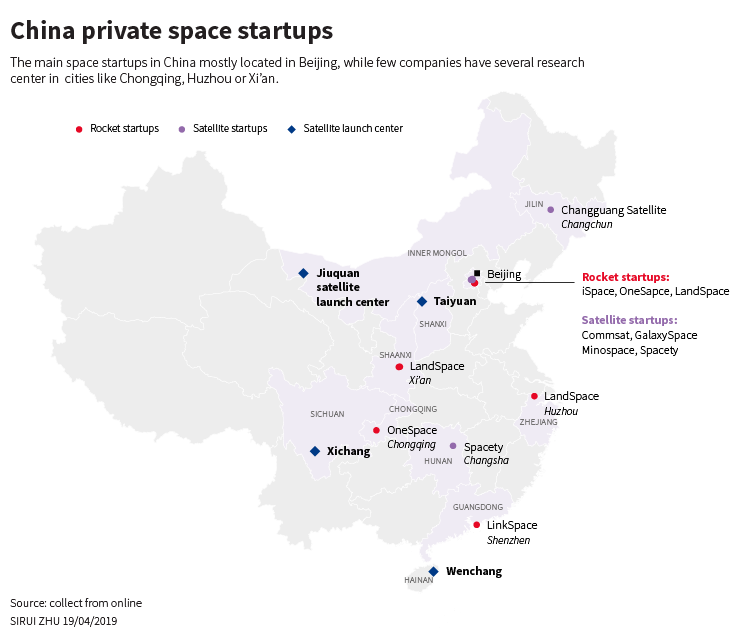 China private space startups
The main space startups in China mostly located in Beijing, while few companies have several research
center in cities like Chongqing, Huzhou or Xi'an.
Rocket startups
Satellite startups
Satellite launch center
JILIN
Changguang Satellite
Changchun
INNER MONGOL
Jiuquan
satellite
launch center
Beijing
Rocket startups:
iSpace, OneSapce, LandSpace
Taiyuan
Satellite startups:
Commsat, GalaxySpace
Minospace, Spacety
SHANXI
SHAANXI
LandSpace
Xi'an
LandSpace
Huzhou
SICHUAN
CHONGQING
ZHEJIANG
OneSpace
Chongqing
Xichang
Spacety
Changsha
HUNAN
GUANGDONG
LinkSpace
Shenzhen
Wenchang
HAINAN
Source: collect from online
SIRUI ZHU 19/04/2019